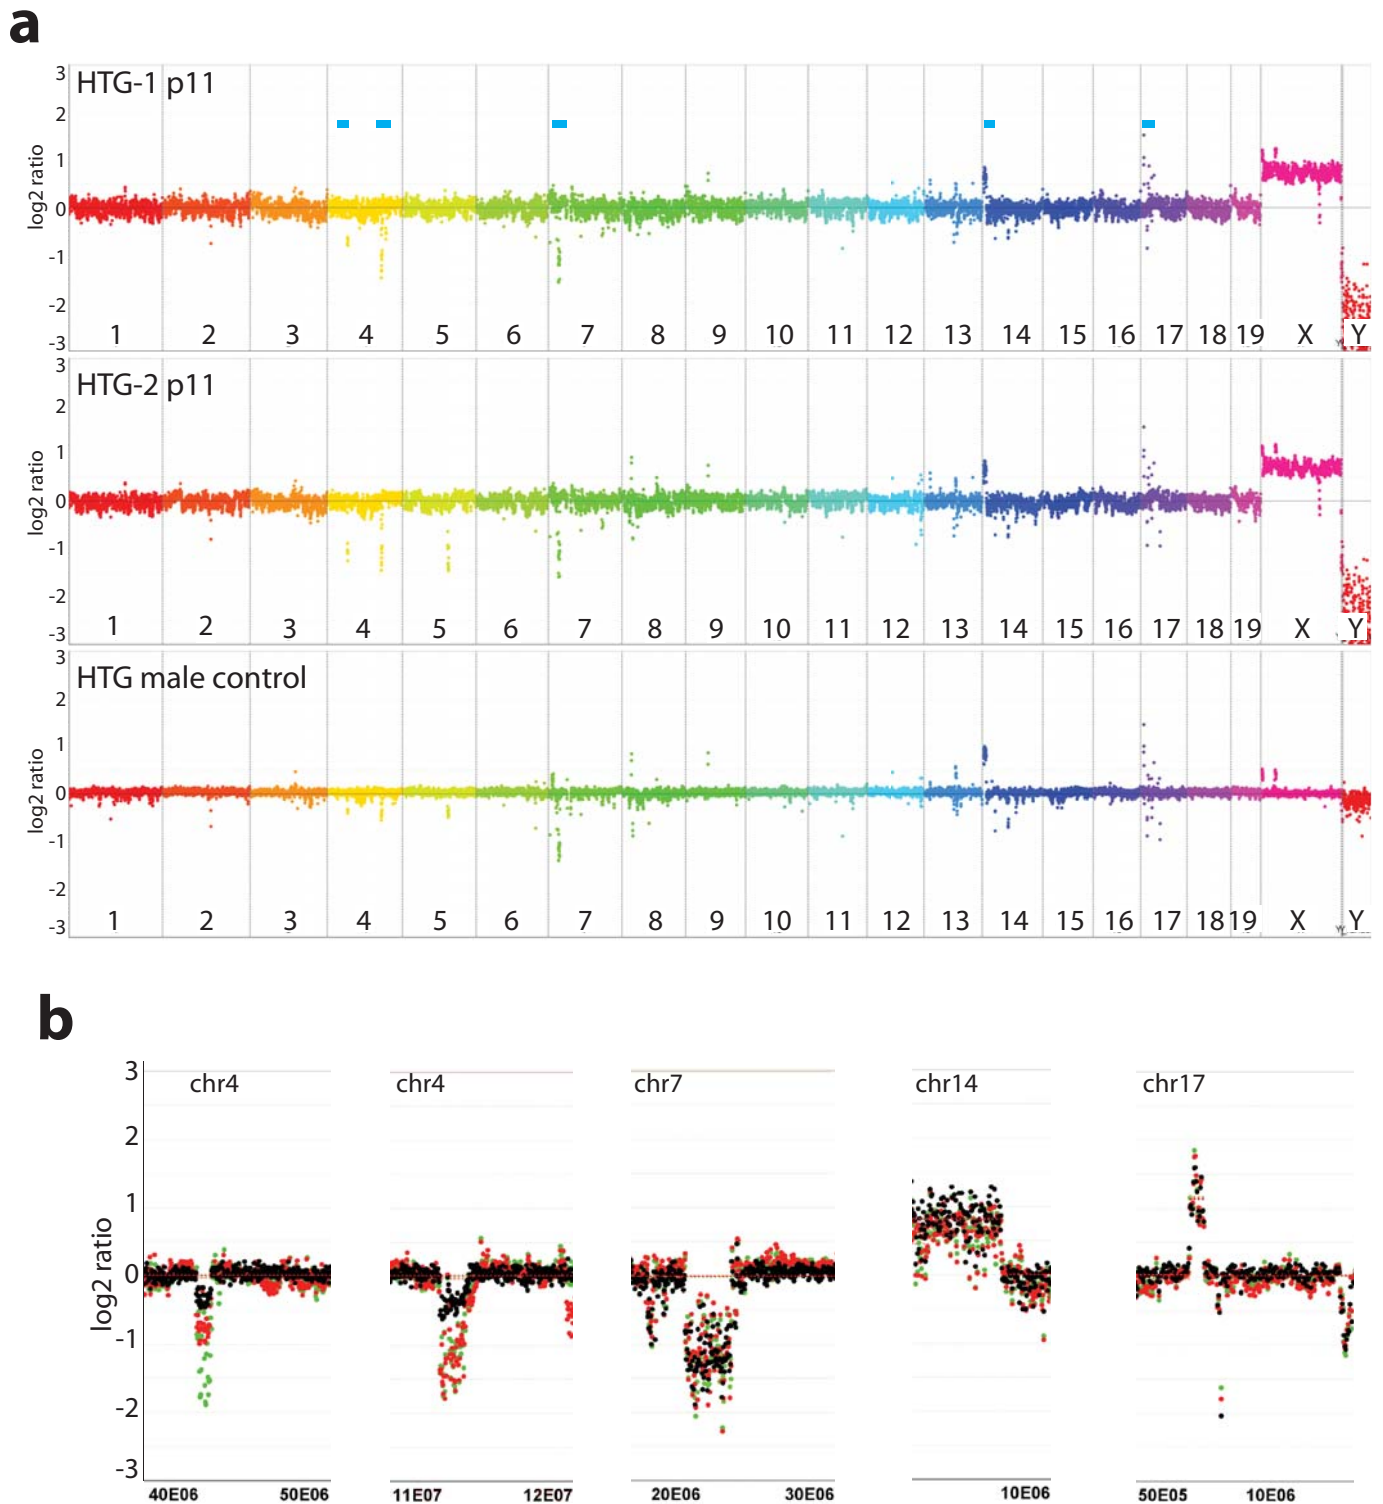 a
HTG-1 p11
3
2
1
0
-1
-2
-3
log2 ratio
1 2 3 4 5 6 7 8 9 10 11 12 13 14 15 16 17 18 19 X Y
HTG-2 p11
3
2
1
0
-1
-2
-3
log2 ratio
1 2 3 4 5 6 7 8 9 10 11 12 13 14 15 16 17 18 19 X Y
HTG male control
3
2
1
0
-1
-2
-3
log2 ratio
1 2 3 4 5 6 7 8 9 10 11 12 13 14 15 16 17 18 19 X Y
b
chr4 chr4 chr7 chr14 chr17
3
2
1
0
-1
-2
-3
log2 ratio
40E06 50E06 11E07 12E07 20E06 30E06 10E06 50E05 10E06